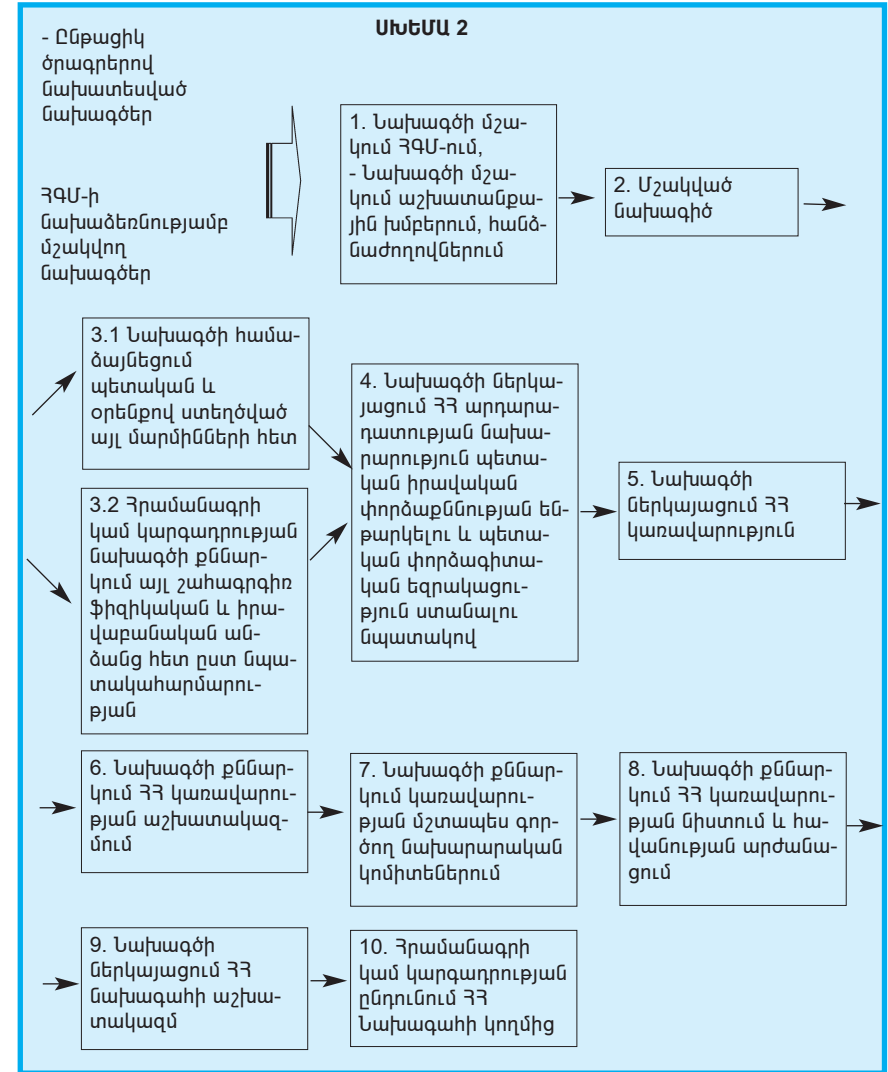 ՍԽԵՄԱ 2
- Ընթացիկ
ծրագրերով
նախատեսված
նախագծեր
ՀԳՄ-ի
նախաձեռնությամբ
մշակվող
նախագծեր
1. Նախագծի մշա-
կում ՀԳՄ-ում,
- Նախագծի մշա-
կում աշխատանքա-
յին խմբերում, հանձ-
նաժողովներում
2. Մշակված
նախագիծ
3.1 Նախագծի համա-
ձայնեցում
պետական և
օրենքով ստեղծված
այլ մարմինների հետ
3.2 Հրամանագրի
կամ կարգադրության
նախագծի քննար-
կում այլ շահագրգիռ
ֆիզիկական և իրա-
վաբանական ան-
ձանց հետ ըստ նպա-
տակահարմարու-
թյան
4. Նախագծի ներկա-
յացում ՀՀ արդարա-
դատության նախա-
րարություն պետա-
կան իրավական
փորձաքննության են-
թարկելու և պետա-
կան փորձագիտա-
կան եզրակացու-
թյուն ստանալու
նպատակով
5. Նախագծի
ներկայացում ՀՀ
կառավարություն
6. Նախագծի քննար-
կում ՀՀ կառավարու-
թյան աշխատակազ-
մում
7. Նախագծի քննար-
կում կառավարու-
թյան մշտապես գոր-
ծող նախարարական
կոմիտեներում
8. Նախագծի քննար-
կում ՀՀ կառավարու-
թյան նիստում և հա-
վանության արժանա-
ցում
9. Նախագծի
ներկայացում ՀՀ
նախագահի աշխա-
տակազմ
10. Հրամանագրի
կամ կարգադրության
ընդունում ՀՀ
Նախագահի կողմից